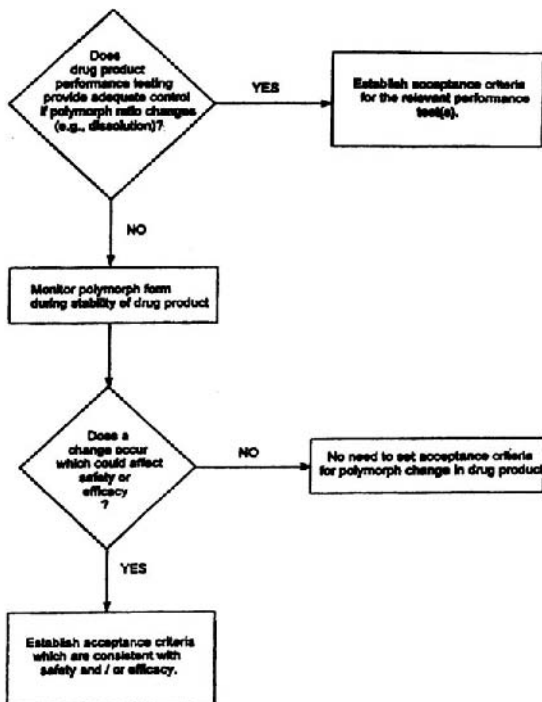 Does
drug product
performance testing
provide adequate control
if polymorph ratio changes
(e.g., dissolution)?
YES
Establish acceptance criteria
for the relevant performance
test(s).
NO
Monitor polymorph form
during stability of drug product
Does a
change occur
which could affect
safety or
efficacy
?
NO
No need to set acceptance criteria
for polymorph change in drug product
YES
Establish acceptance criteria
which are consistent with
safety and / or efficacy.